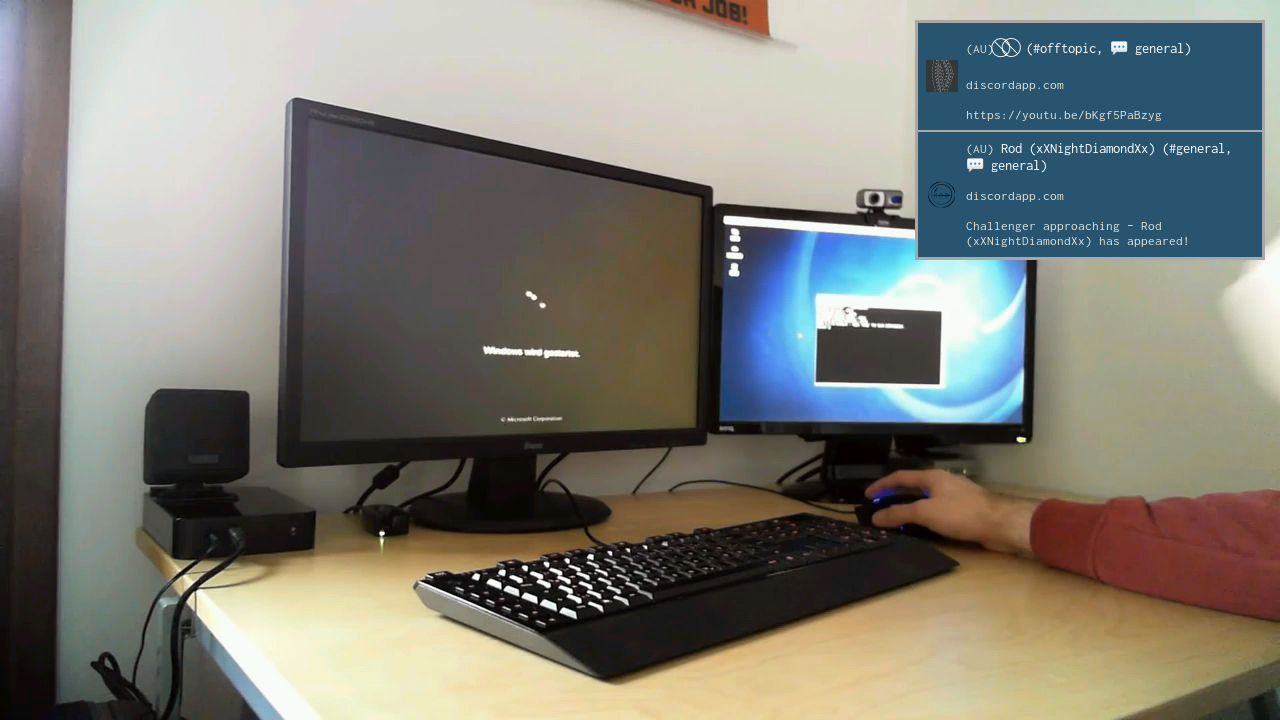 OR JOB!
(AU) (#offtopic, 💬 general)
discordapp.com
https://youtu.be/bKgf5PaBzyg
(AU) Rod (xXNightDiamondXx) (#general,
💬 general)
discordapp.com
Challenger approaching – Rod
(xXNightDiamondXx) has appeared!
Windows wird gestartet.
© Microsoft Corporation
iiyama
BENQ